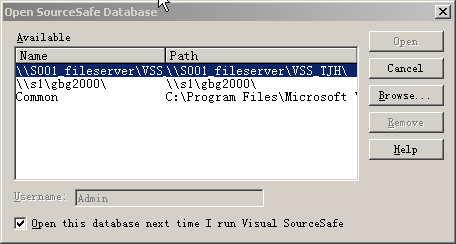 Open SourceSafe Database
Available
Name Path
\\S001_fileserver\VSS \\S001_fileserver\VSS_TJH\
\\s1\gbg2000\ \\s1\gbg2000\
Common C:\Program Files\Microsoft
Open
Cancel
Browse...
Remove
Help
Username: Admin
Open this database next time I run Visual SourceSafe